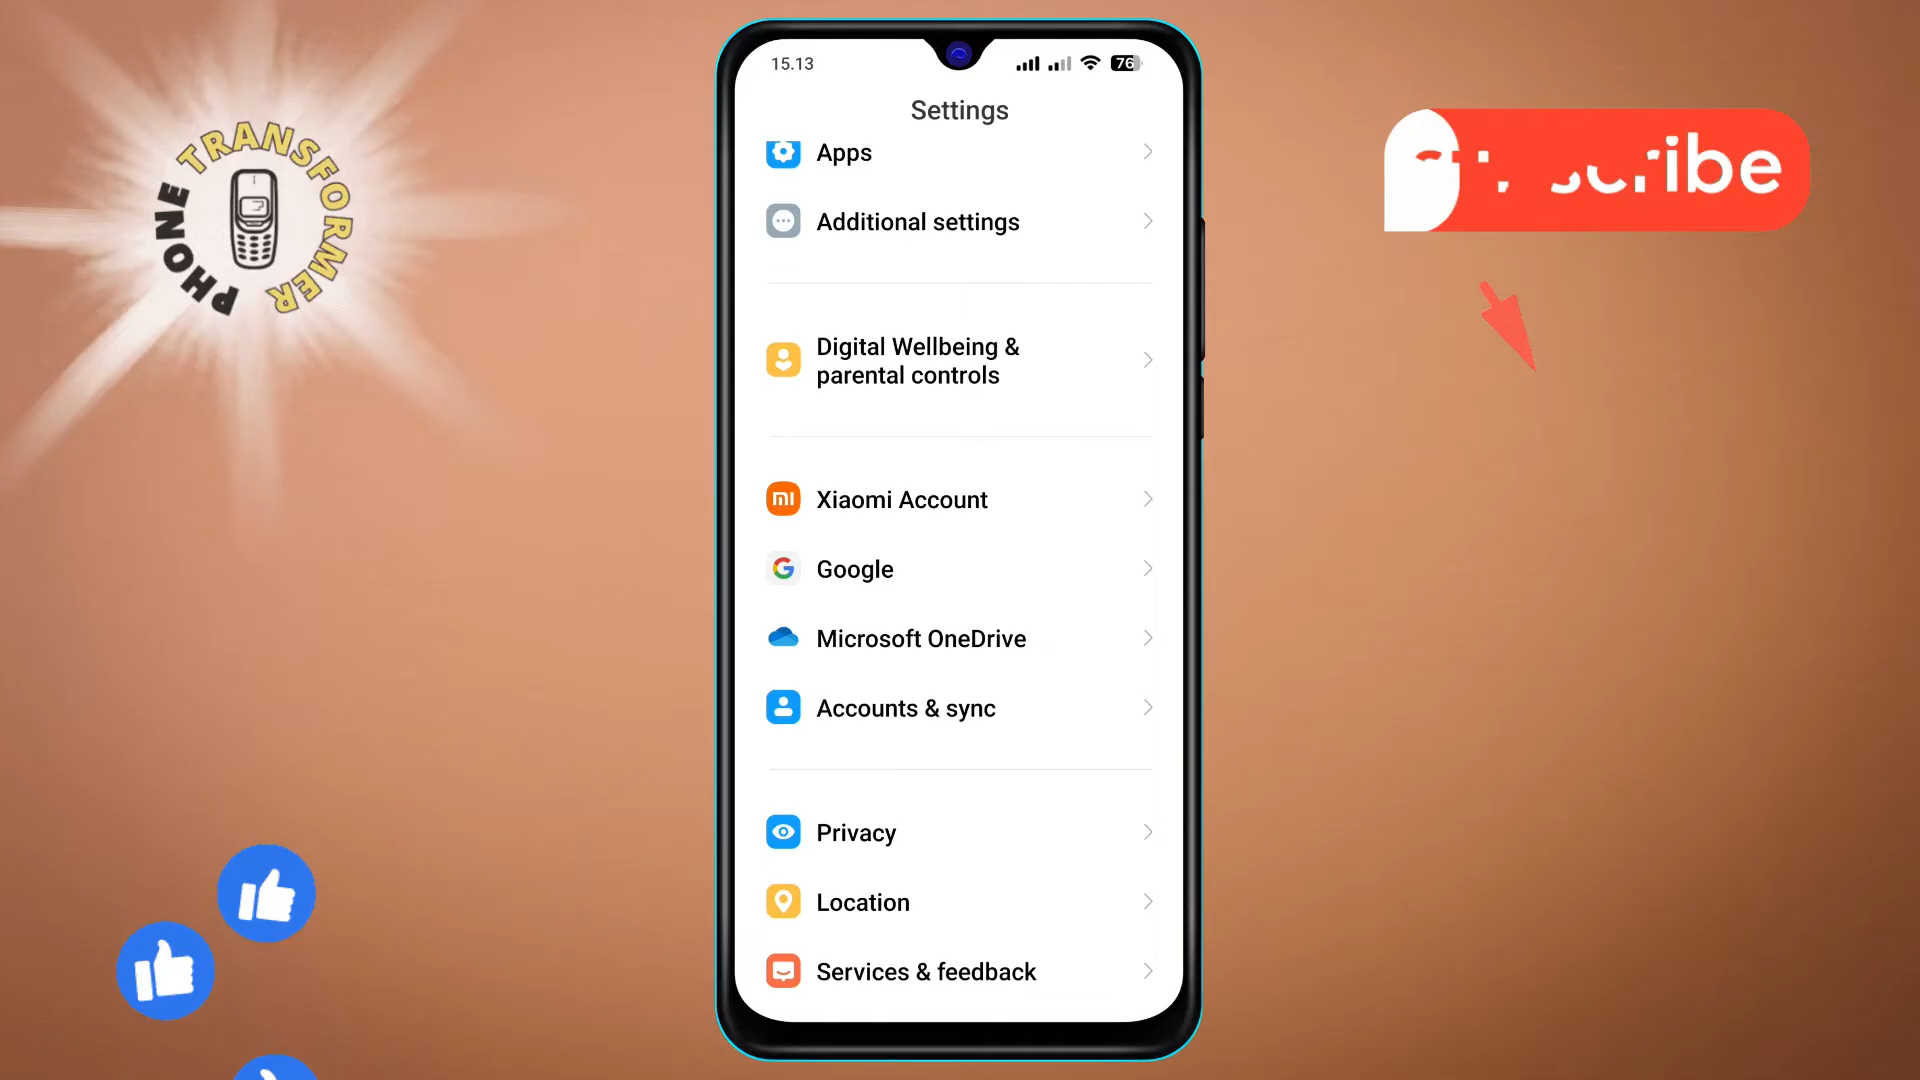 PHONE TRANSFORMER
15.13
76
Settings
Apps
Additional settings
Digital Wellbeing &
parental controls
mi
Xiaomi Account
G
Google
Microsoft OneDrive
Accounts & sync
Privacy
Location
Services & feedback